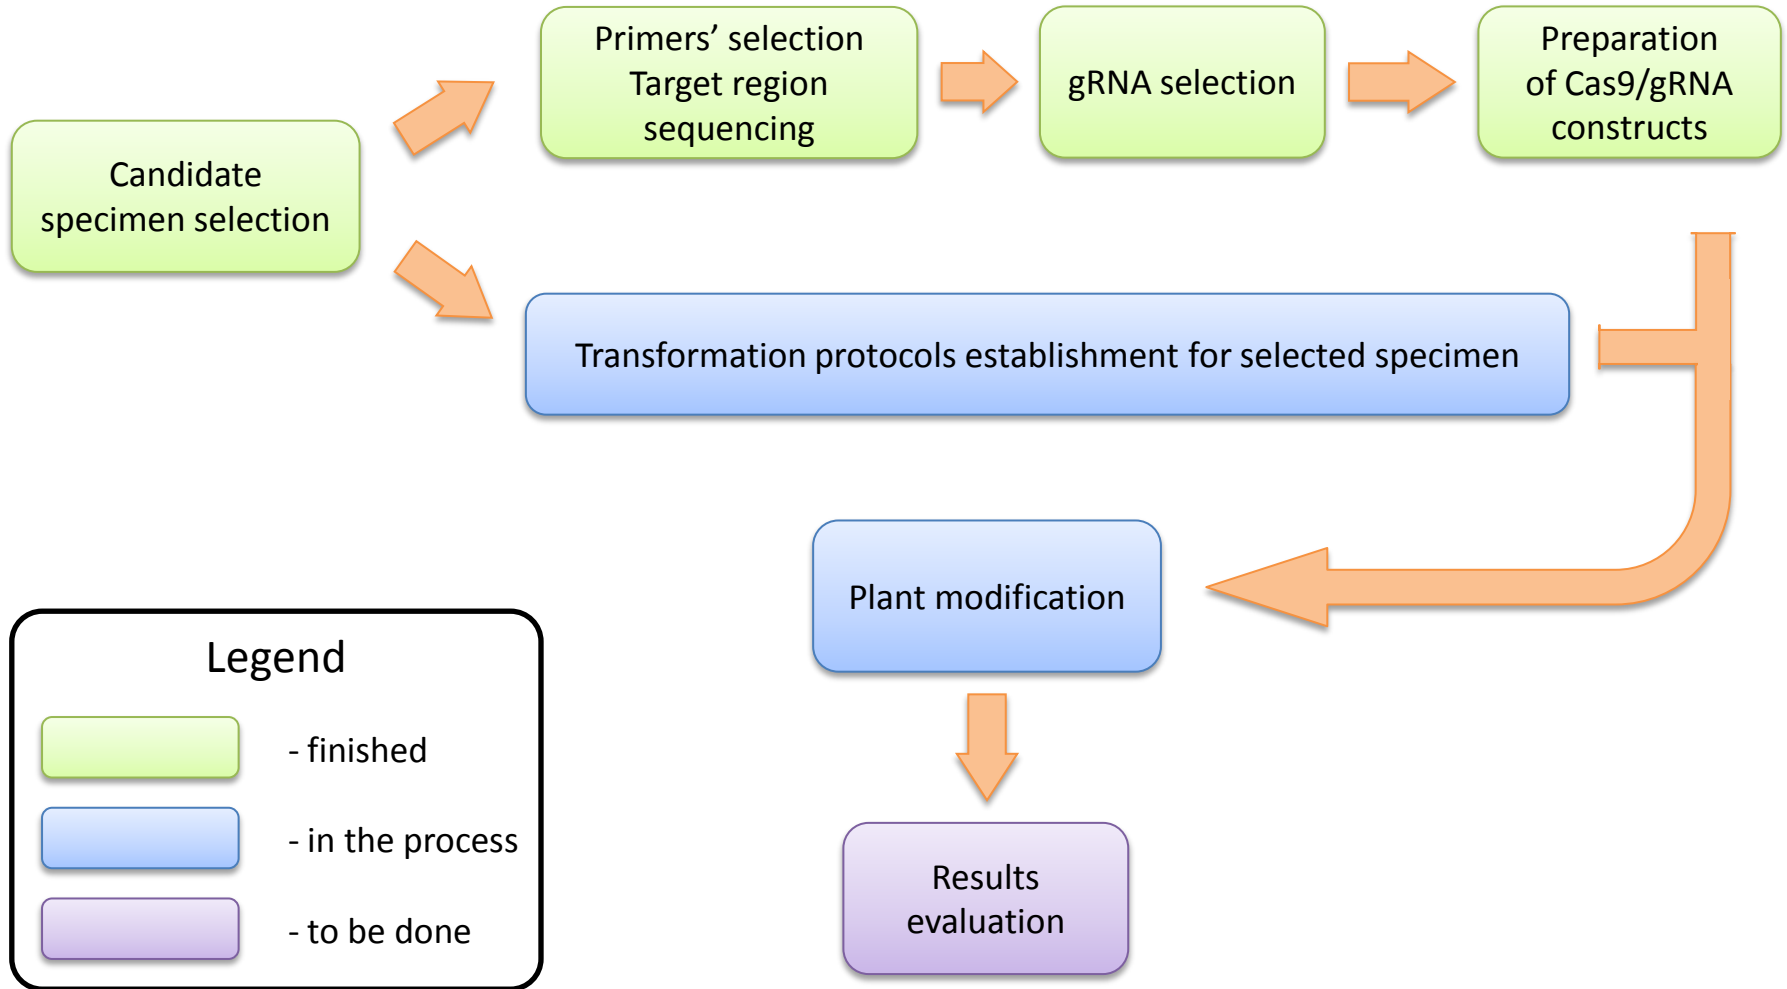 Candidate
specimen selection
Primers’ selection
Target region
sequencing
gRNA selection
Preparation
of Cas9/gRNA
constructs
Transformation protocols establishment for selected specimen
Plant modification
Results
evaluation
Legend
- finished
- in the process
- to be done